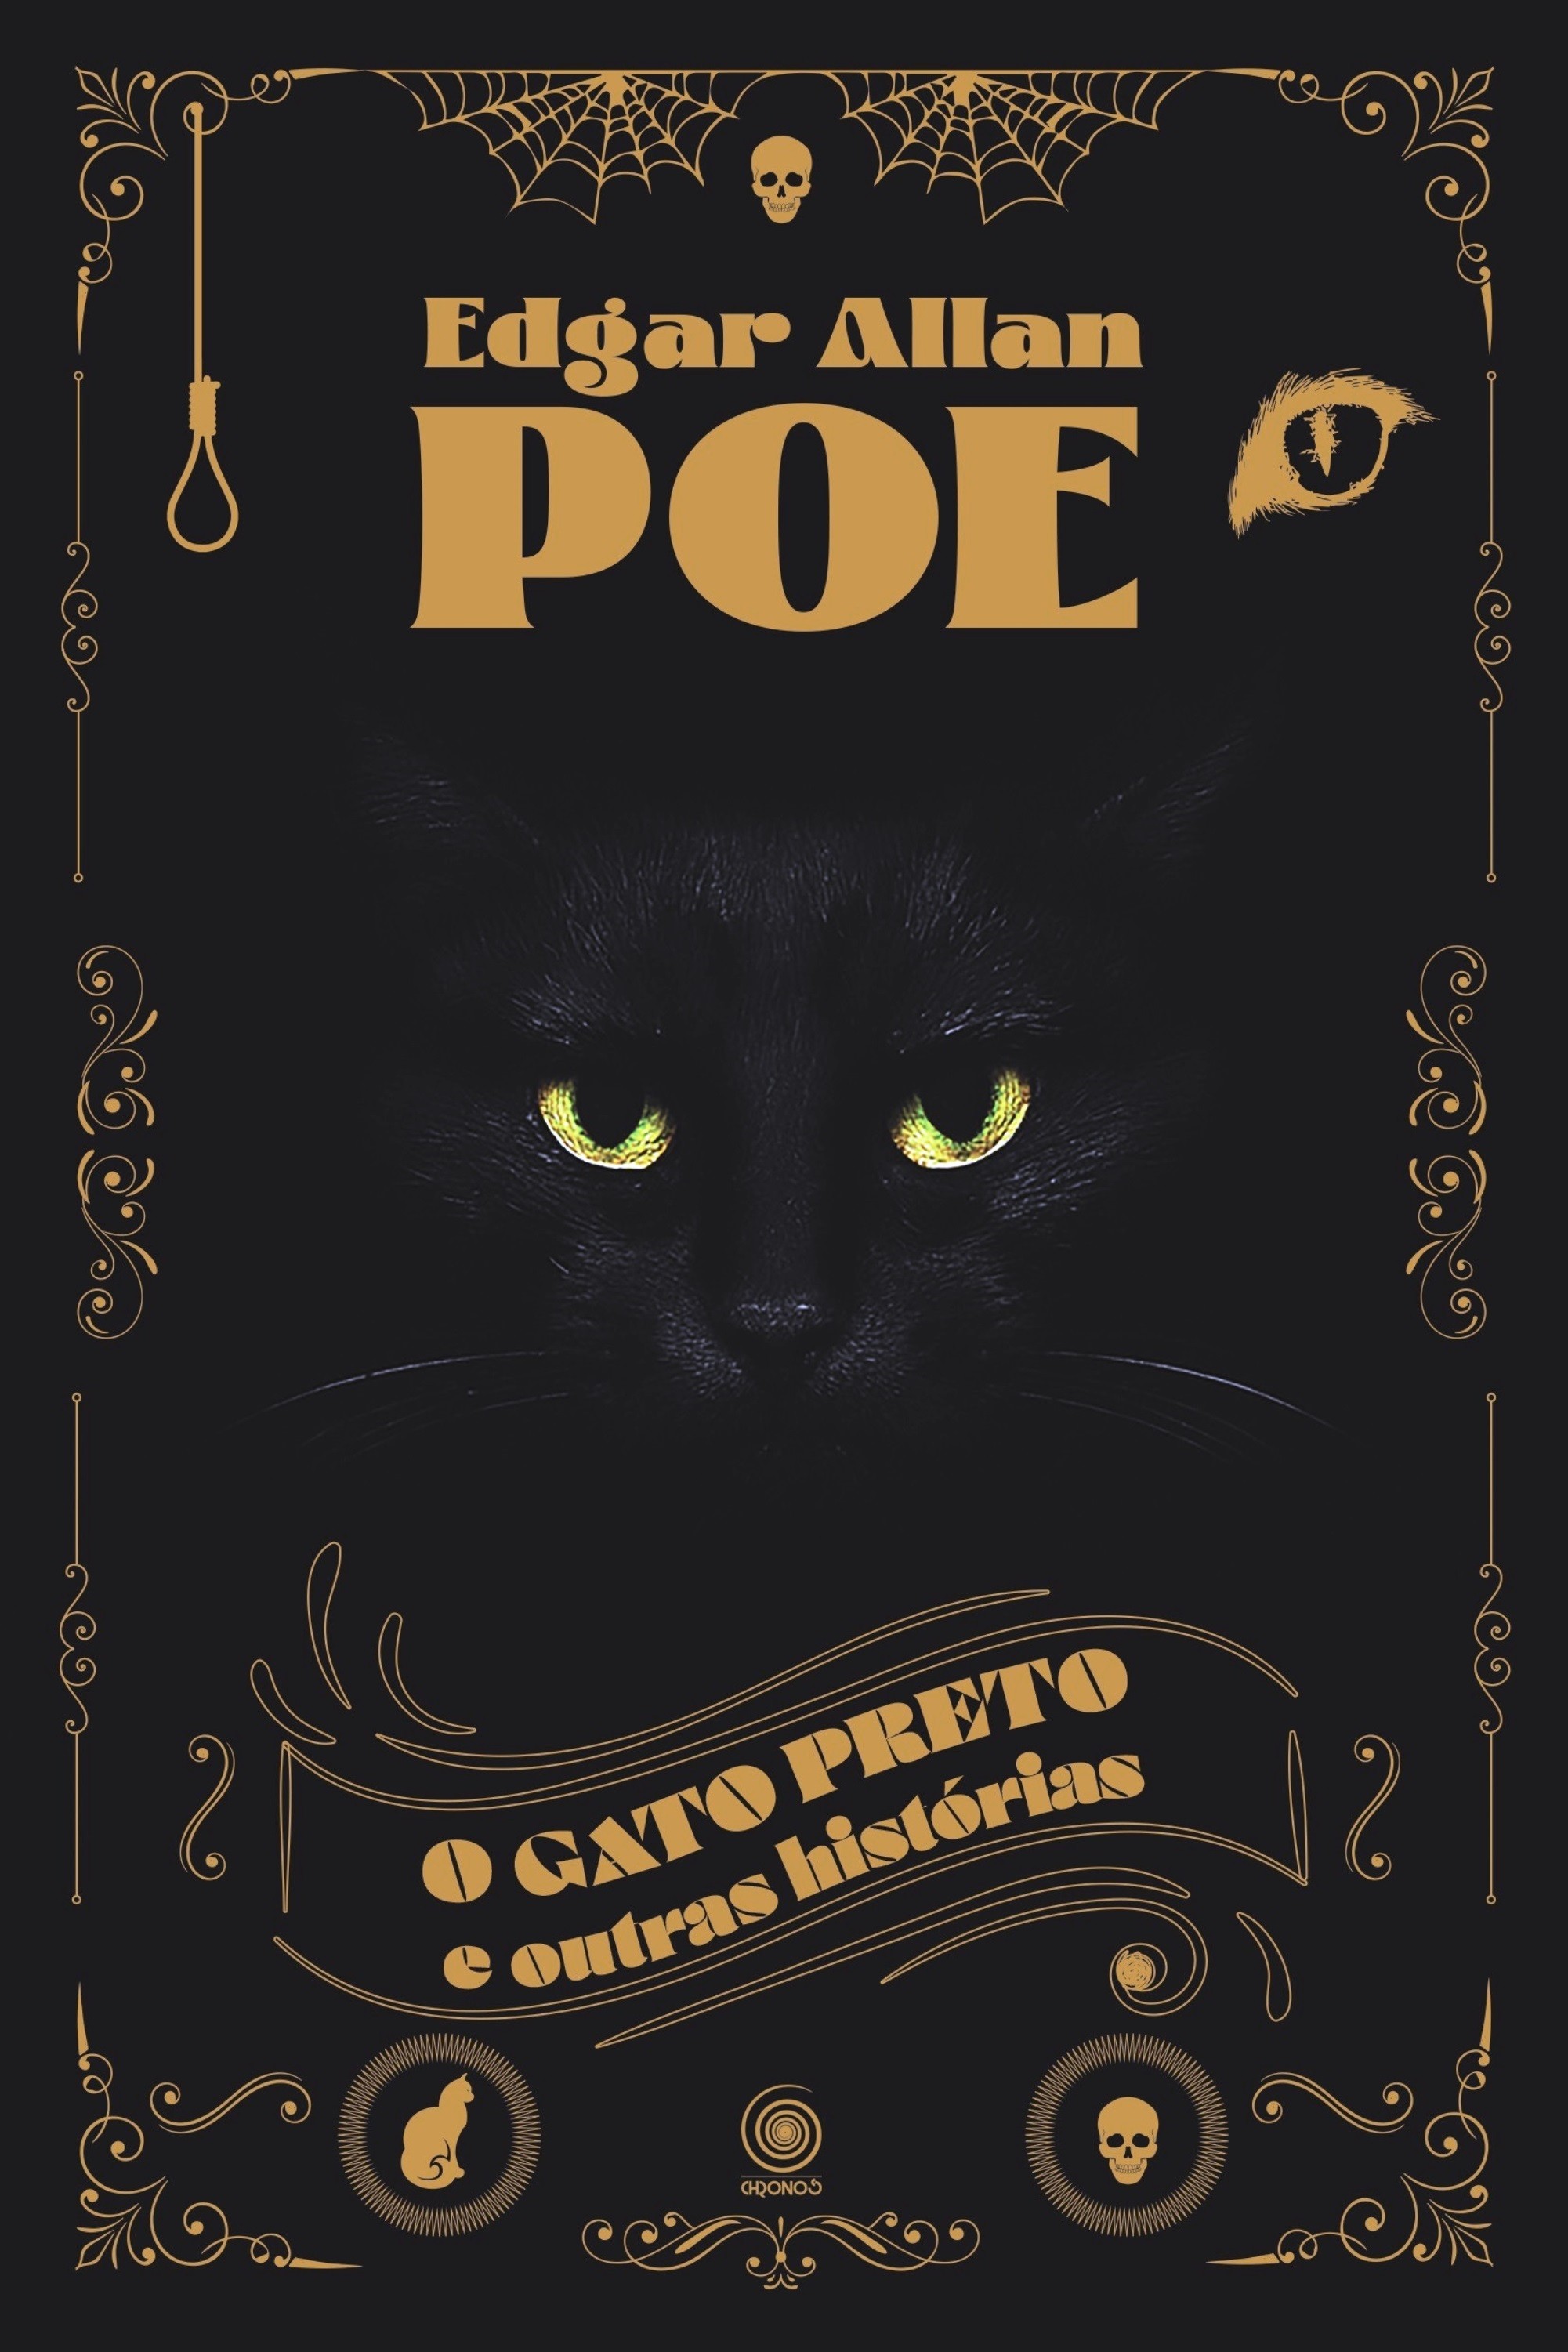 Edgar Allan
POE
O GATO PRETO
e outras histórias
CHRONOS